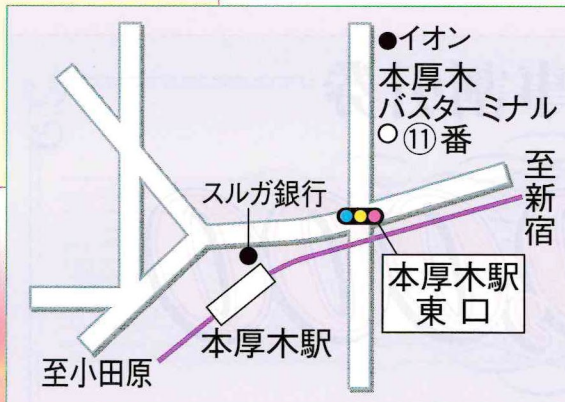 イオン
本厚木
バスターミナル
⑪番
至新宿
スルガ銀行
本厚木駅
東口
本厚木駅
至小田原